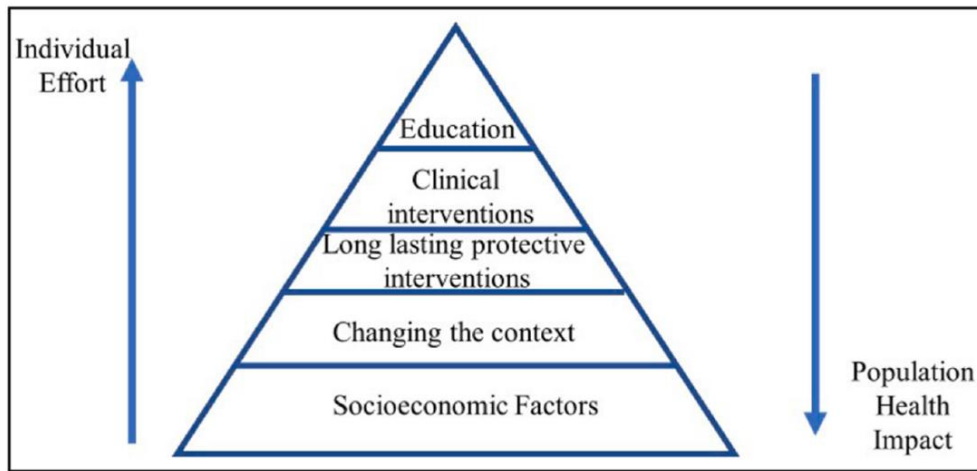 Individual
Effort
Education
Clinical
interventions
Long lasting protective
interventions
Changing the context
Socioeconomic Factors
Population
Health
Impact